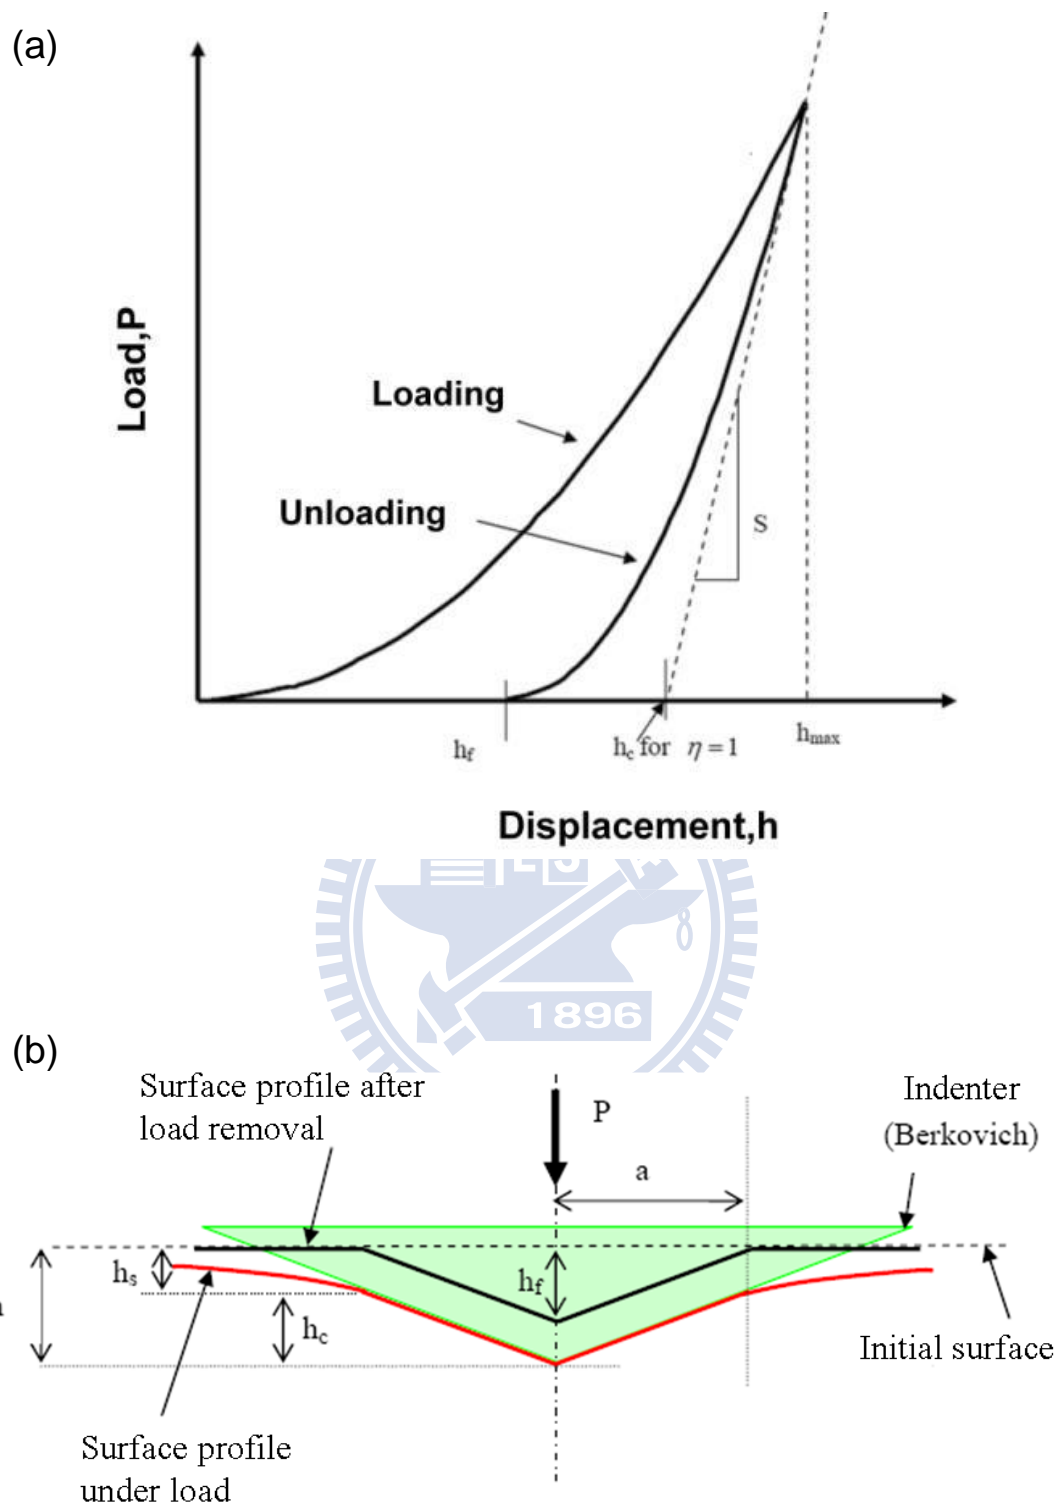 (a)
Load,P
Loading
Unloading
S
hf
hc for η = 1
hmax
Displacement,h
1896
(b)
Surface profile after
load removal
P
Indenter
(Berkovich)
a
hs
hf
hc
Initial surface
Surface profile
under load